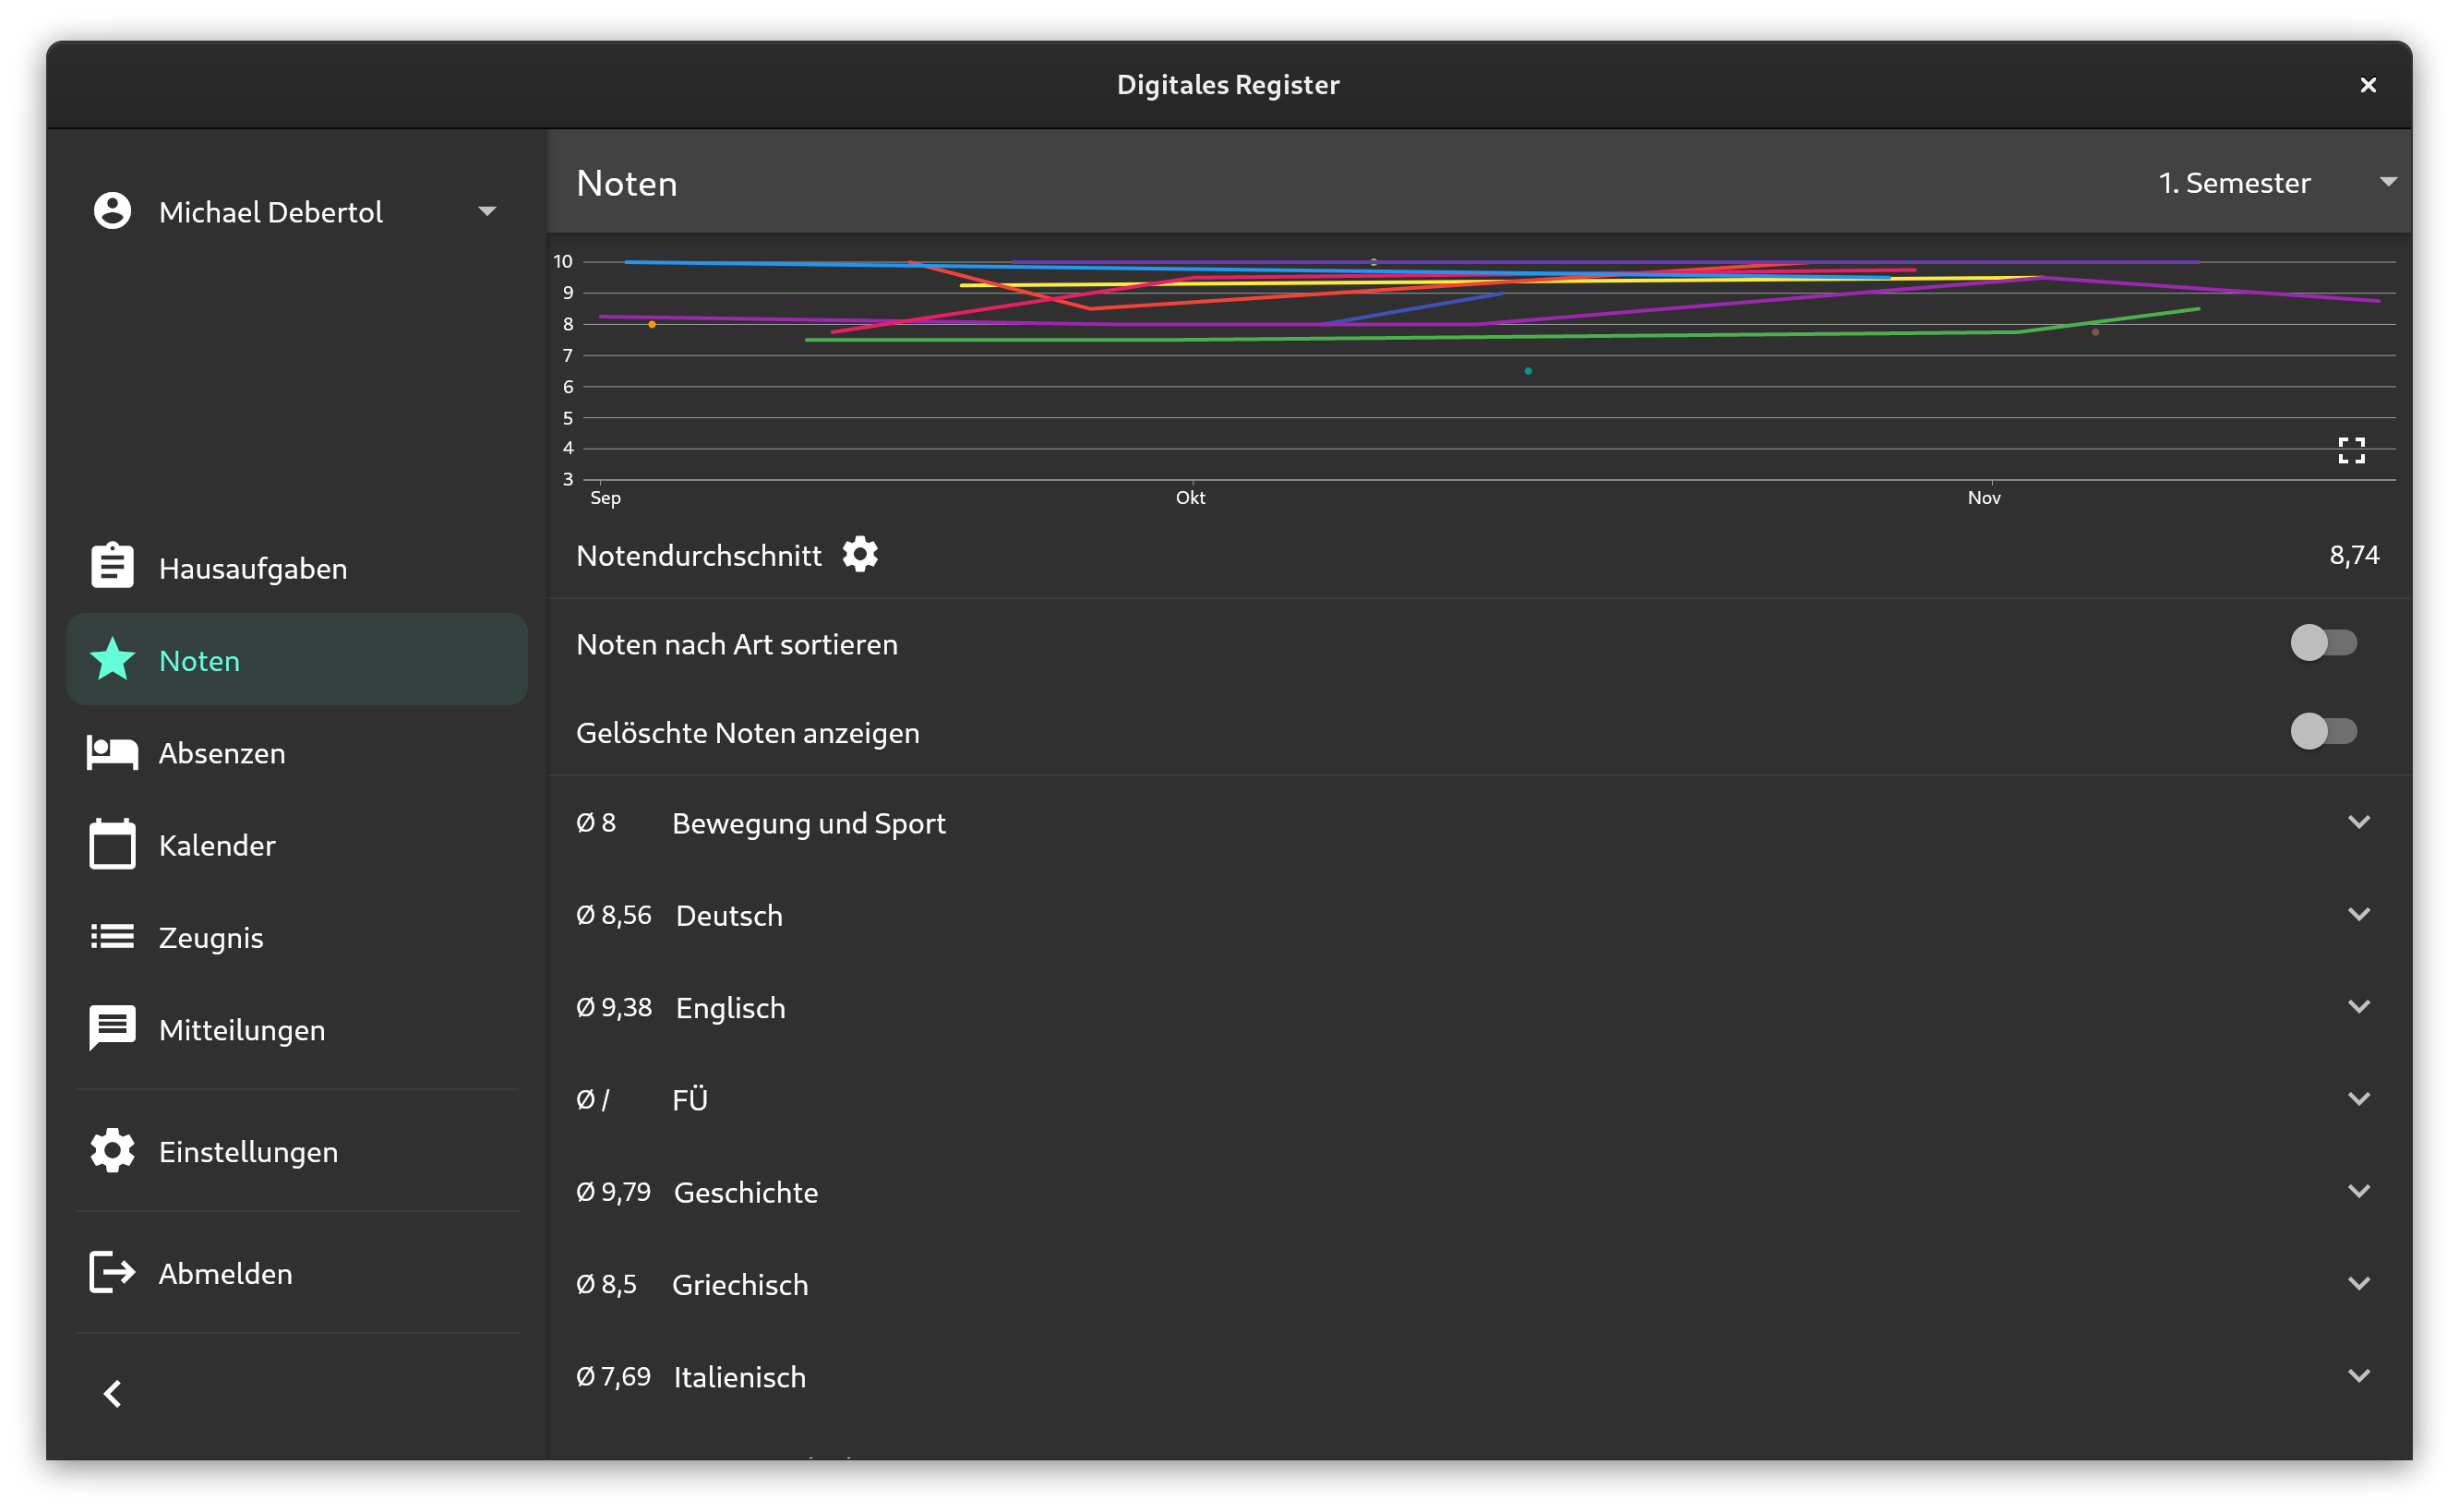 Digitales Register
Michael Debertol
Hausaufgaben
Noten
Absenzen
Kalender
Zeugnis
Mitteilungen
Einstellungen
Abmelden
Noten
1. Semester
10
9
8
7
6
5
4
3
Sep Okt Nov
Notendurchschnitt 8,74
Noten nach Art sortieren
Gelöschte Noten anzeigen
Ø 8 Bewegung und Sport
Ø 8,56 Deutsch
Ø 9,38 Englisch
Ø / FÜ
Ø 9,79 Geschichte
Ø 8,5 Griechisch
Ø 7,69 Italienisch